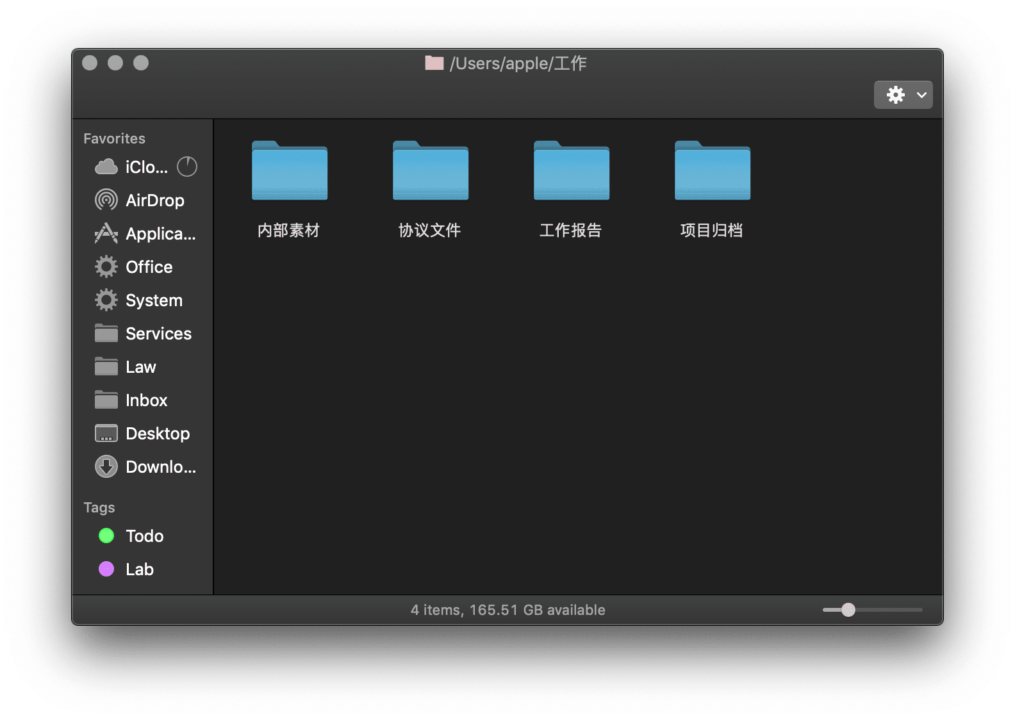 /Users/apple/工作
Favorites
iClo...
AirDrop
Applica...
Office
System
Services
Law
Inbox
Desktop
Downlo...
Tags
Todo
Lab
内部素材 协议文件 工作报告 项目归档
4 items, 165.51 GB available